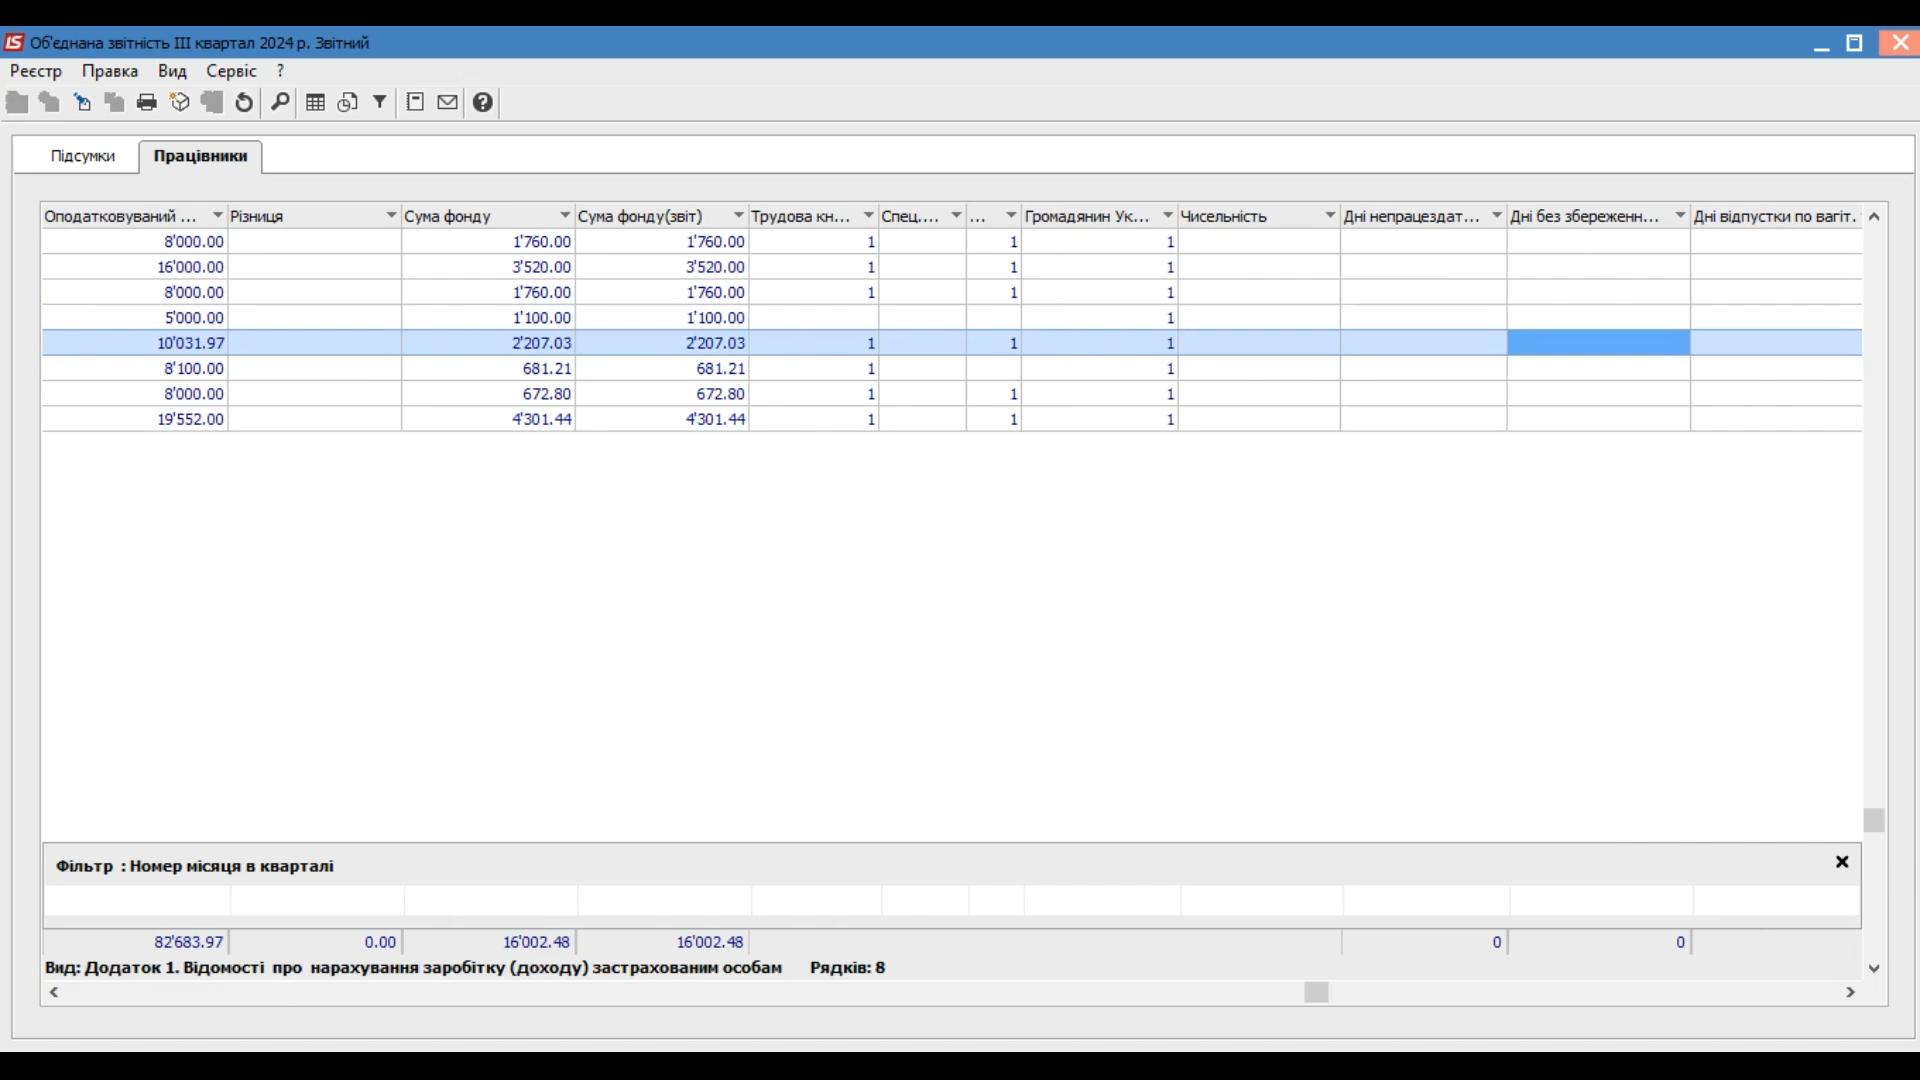 Об'єднана звітність III квартал 2024 р. Звітний
Реєстр Правка Вид Сервіс ?
Підсумки Працівники
Оподатковуваний ... Різниця Сума фонду Сума фонду(звіт) Трудова кн... Спец.... ... Громадянин Ук... Чисельність Дні непрацездат... Дні без збереженн... Дні відпустки по вагіт.
8'000.00 1'760.00 1'760.00 1 1 1
16'000.00 3'520.00 3'520.00 1 1 1
8'000.00 1'760.00 1'760.00 1 1 1
5'000.00 1'100.00 1'100.00 1
10'031.97 2'207.03 2'207.03 1 1 1
8'100.00 681.21 681.21 1 1
8'000.00 672.80 672.80 1 1 1
19'552.00 4'301.44 4'301.44 1 1 1
Фільтр : Номер місяця в кварталі
82'683.97 0.00 16'002.48 16'002.48 0 0
Вид: Додаток 1. Відомості про нарахування заробітку (доходу) застрахованим особам Рядків: 8